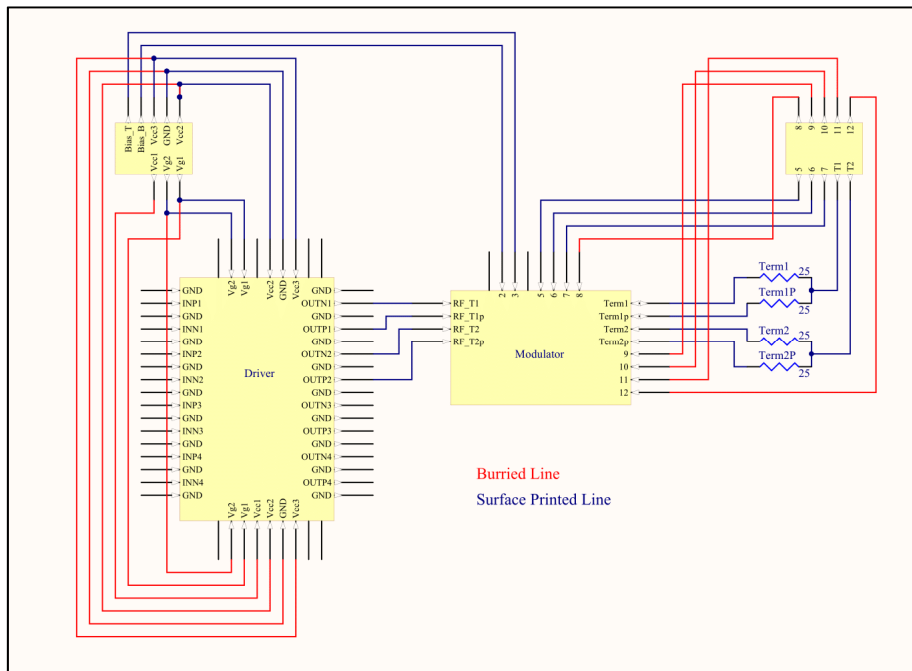 Bias_T
Bias_B
Vcc3
GND
Vcc2
Vcc1
Vg2
Vg1
8
9
10
11
12
5
6
7
T1
T2
Vg2
Vg1
Vcc2
GND
Vcc3
GND
INP1
GND
INN1
GND
INP2
GND
INN2
GND
INP3
GND
INN3
GND
INP4
GND
INN4
GND
Driver
GND
OUTN1
GND
OUTP1
GND
OUTN2
GND
OUTP2
GND
OUTN3
GND
OUTP3
GND
OUTN4
GND
OUTP4
GND
Vg2
Vg1
Vcc1
Vcc2
GND
Vcc3
2
3
5
6
7
8
RF_T1
RF_T1p
RF_T2
RF_T2p
Modulator
Term1
Term1p
Term2
Term2p
9
10
11
12
Term1
25
Term1P
25
Term2
25
Term2P
25
Burried Line
Surface Printed Line